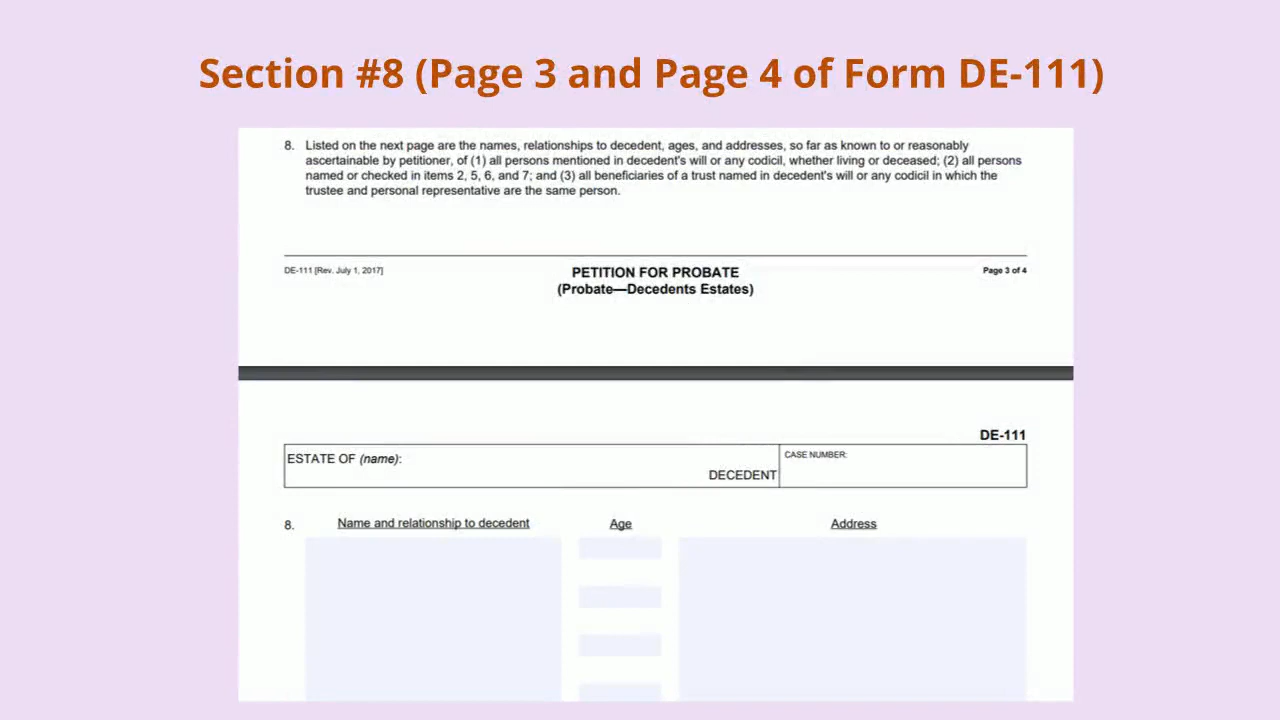 Section #8 (Page 3 and Page 4 of Form DE-111)
8. Listed on the next page are the names, relationships to decedent, ages, and addresses, so far as known to or reasonably
ascertainable by petitioner, of (1) all persons mentioned in decedent's will or any codicil, whether living or deceased; (2) all persons
named or checked in items 2, 5, 6, and 7; and (3) all beneficiaries of a trust named in decedent's will or any codicil in which the
trustee and personal representative are the same person.
DE-111 [Rev. July 1, 2017]
PETITION FOR PROBATE
(Probate—Decedents Estates)
Page 3 of 4
DE-111
ESTATE OF (name):
DECEDENT
CASE NUMBER:
8. Name and relationship to decedent Age Address